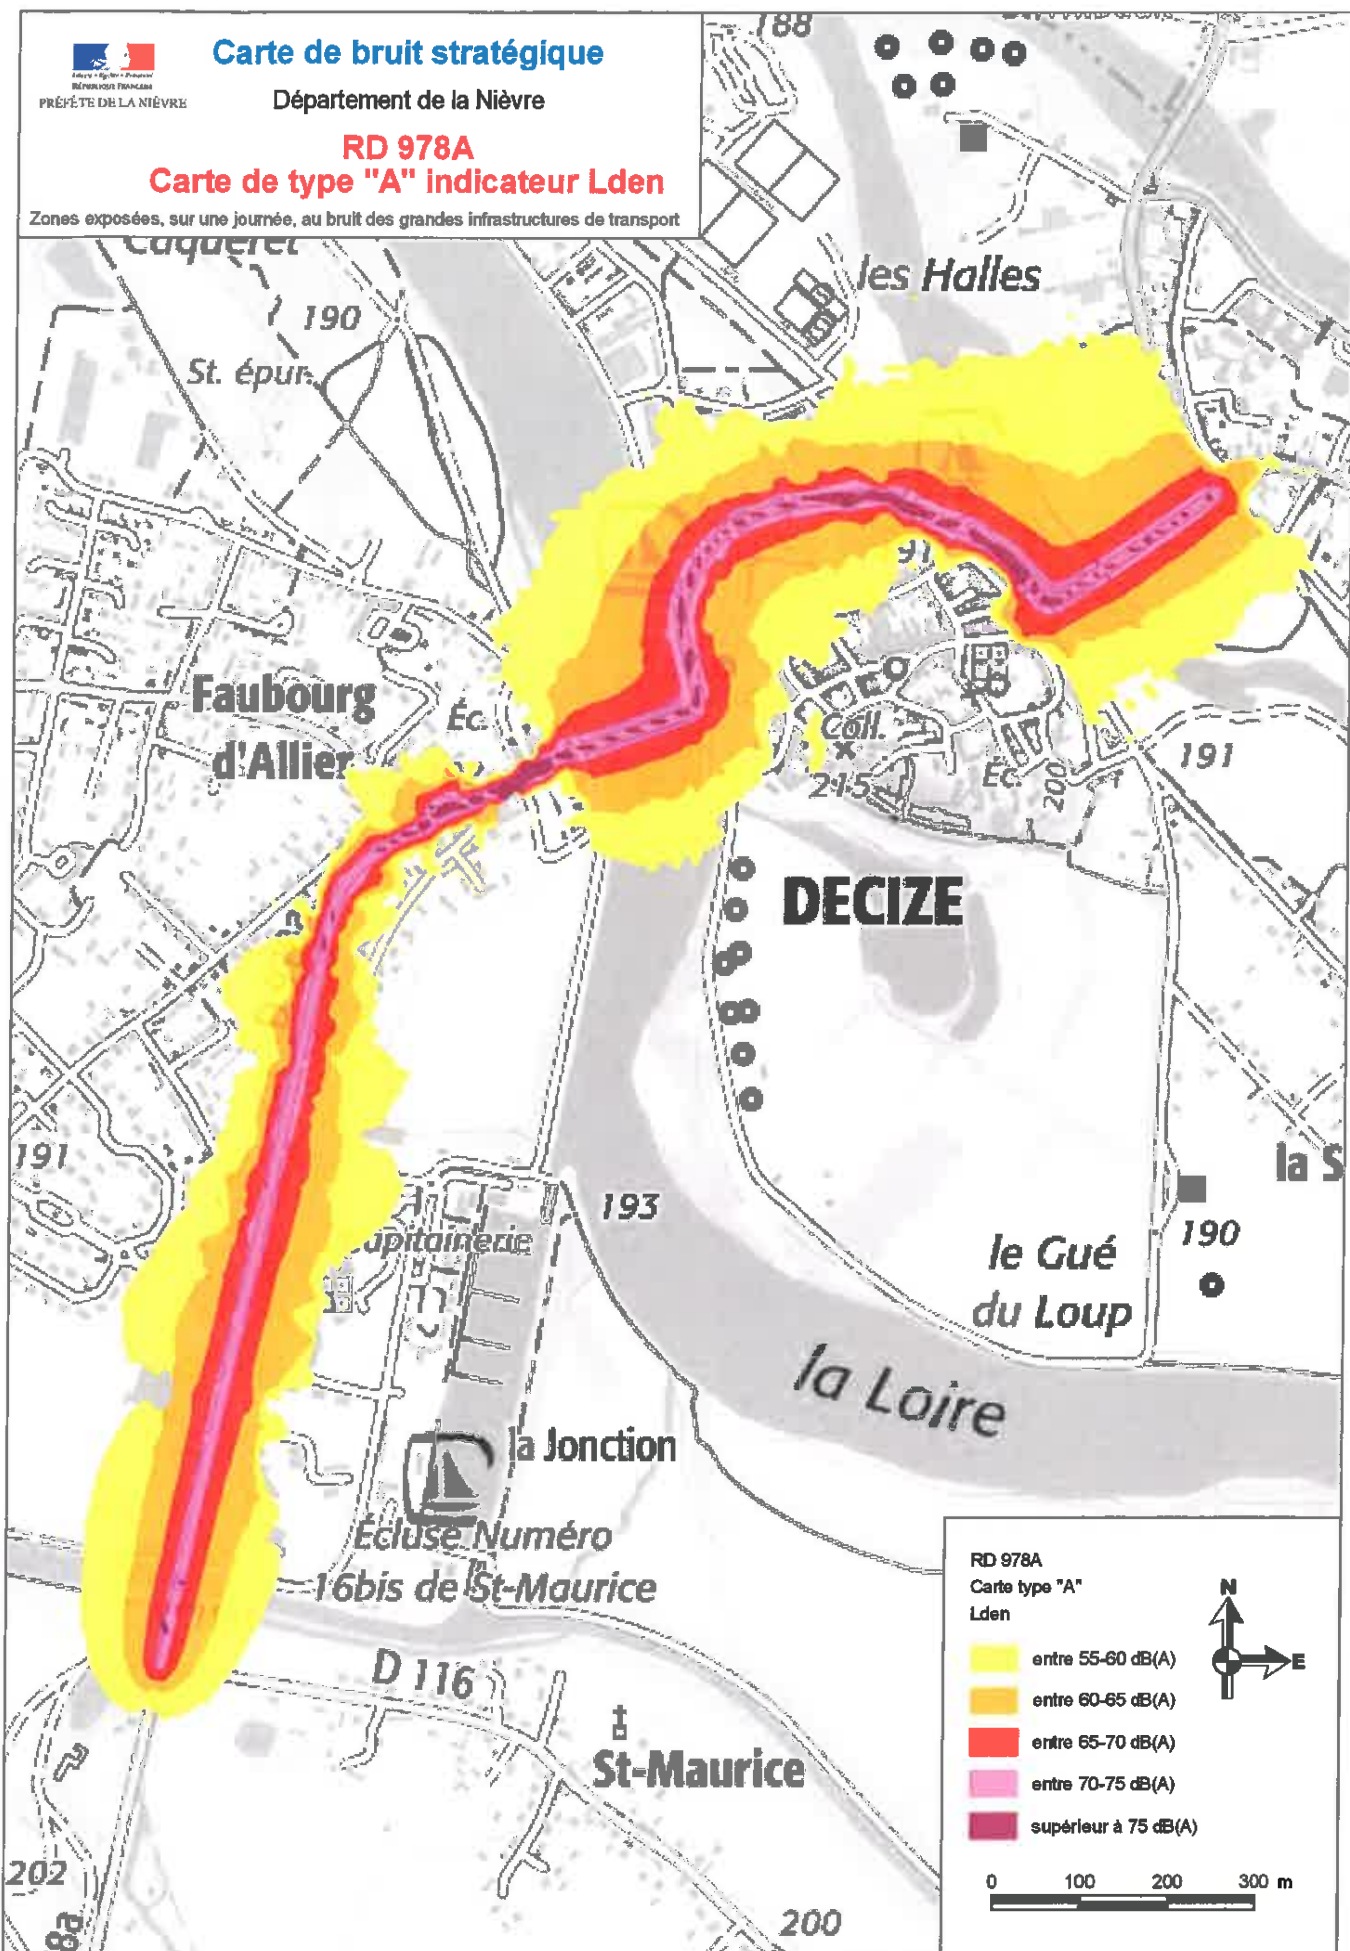 Carte de bruit stratégique
Département de la Nièvre
RD 978A
Carte de type "A" indicateur Lden
Zones exposées, sur une journée, au bruit des grandes infrastructures de transport
RÉPUBLIQUE FRANÇAISE
PRÉFÈTE DE LA NIÈVRE
188
Caqueret
les Halles
190
St. épur.
Faubourg
d'Allier
Éc.
Coll.
215
Éc.
200
191
DECIZE
191
la S
193
190
Capitainerie
le Gué
du Loup
la Loire
la Jonction
Écluse Numéro
16bis de St-Maurice
D 116
St-Maurice
202
8a
200
RD 978A
Carte type "A"
Lden
N
E
entre 55-60 dB(A)
entre 60-65 dB(A)
entre 65-70 dB(A)
entre 70-75 dB(A)
supérieur à 75 dB(A)
0 100 200 300 m